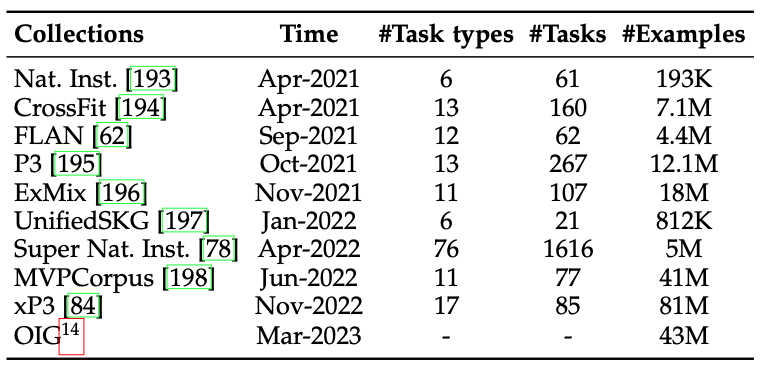 Collections Time #Task types #Tasks #Examples
Nat. Inst. [193] Apr-2021 6 61 193K
CrossFit [194] Apr-2021 13 160 7.1M
FLAN [62] Sep-2021 12 62 4.4M
P3 [195] Oct-2021 13 267 12.1M
ExMix [196] Nov-2021 11 107 18M
UnifiedSKG [197] Jan-2022 6 21 812K
Super Nat. Inst. [78] Apr-2022 76 1616 5M
MVPCorpus [198] Jun-2022 11 77 41M
xP3 [84] Nov-2022 17 85 81M
OIG14 Mar-2023 - - 43M